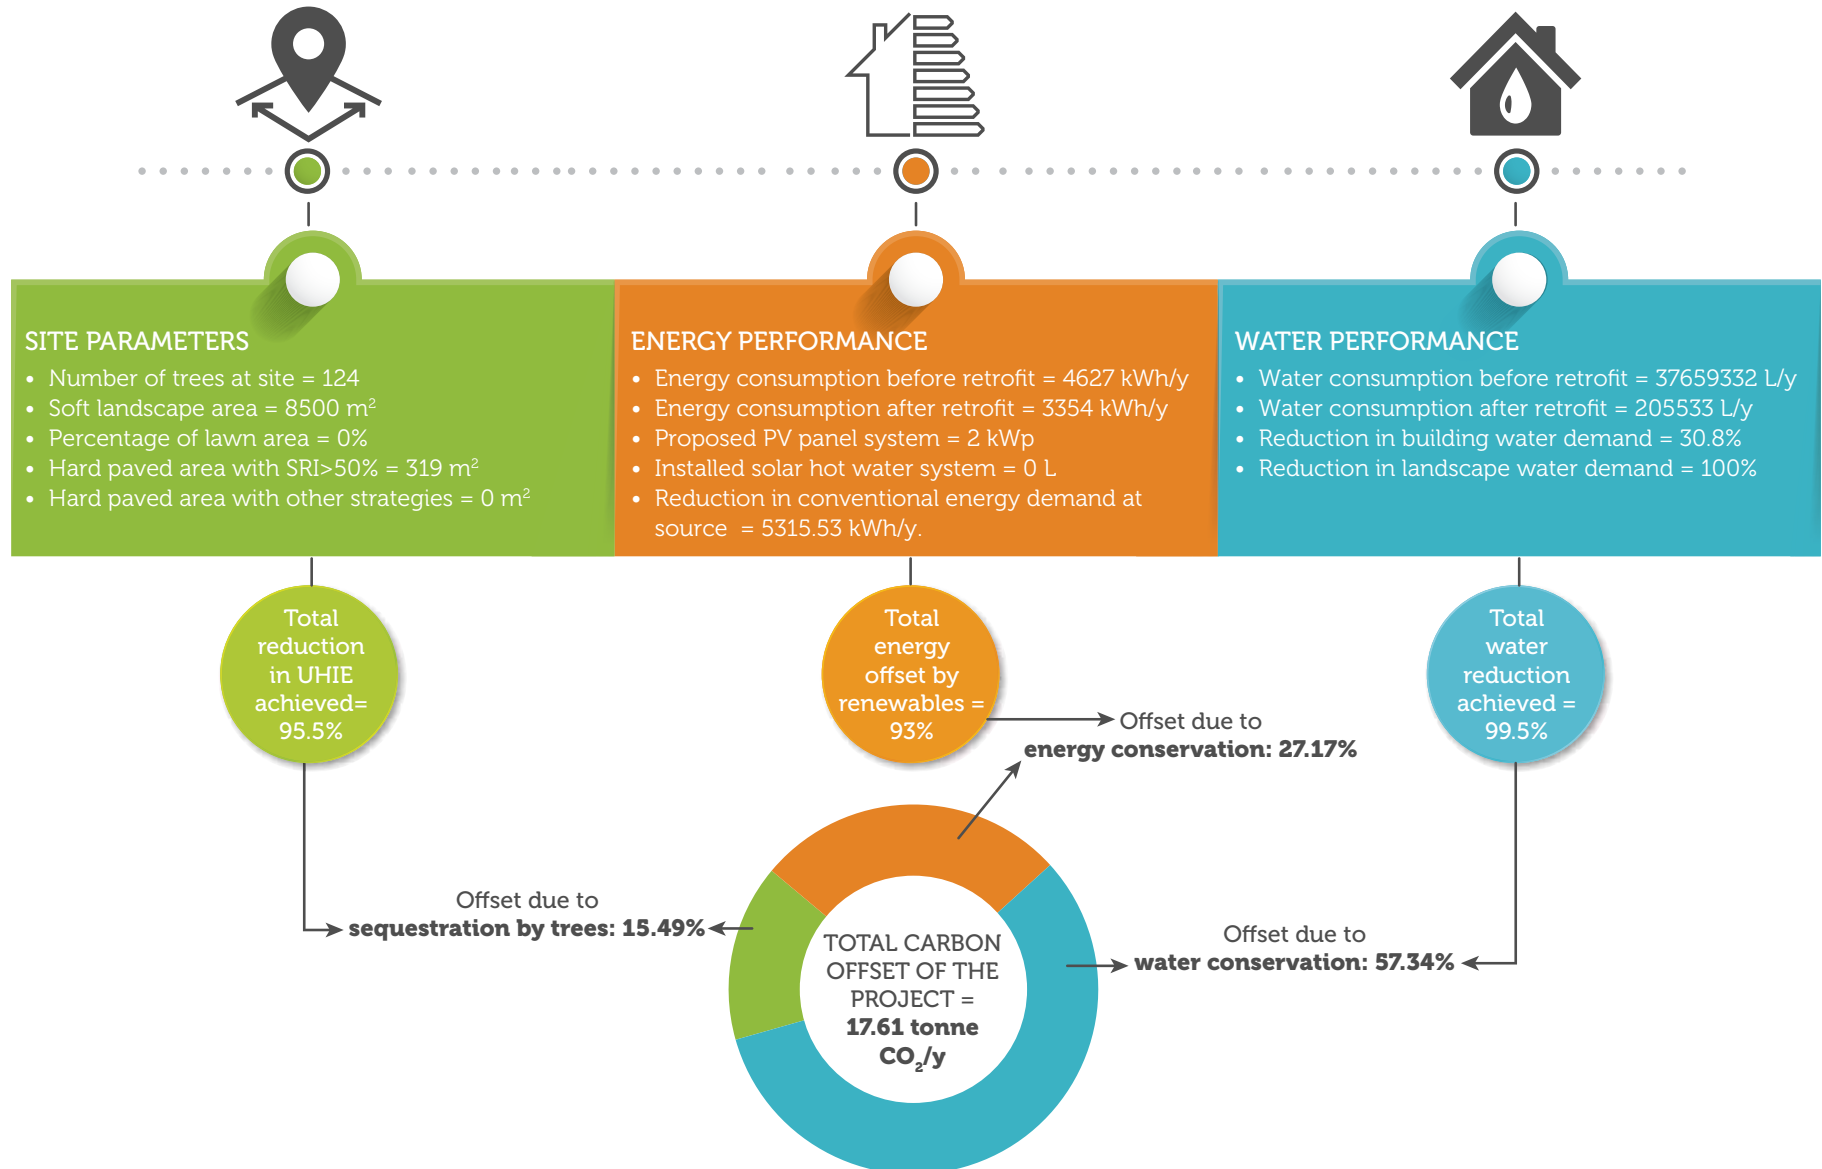 SITE PARAMETERS
• Number of trees at site = 124
• Soft landscape area = 8500 m²
• Percentage of lawn area = 0%
• Hard paved area with SRI>50% = 319 m²
• Hard paved area with other strategies = 0 m²
ENERGY PERFORMANCE
• Energy consumption before retrofit = 4627 kWh/y
• Energy consumption after retrofit = 3354 kWh/y
• Proposed PV panel system = 2 kWp
• Installed solar hot water system = 0 L
• Reduction in conventional energy demand at
source = 5315.53 kWh/y.
WATER PERFORMANCE
• Water consumption before retrofit = 37659332 L/y
• Water consumption after retrofit = 205533 L/y
• Reduction in building water demand = 30.8%
• Reduction in landscape water demand = 100%
Total
reduction
in UHIE
achieved=
95.5%
Total
energy
offset by
renewables =
93%
Total
water
reduction
achieved =
99.5%
Offset due to
energy conservation: 27.17%
Offset due to
sequestration by trees: 15.49%
Offset due to
water conservation: 57.34%
TOTAL CARBON
OFFSET OF THE
PROJECT =
17.61 tonne
CO₂/y